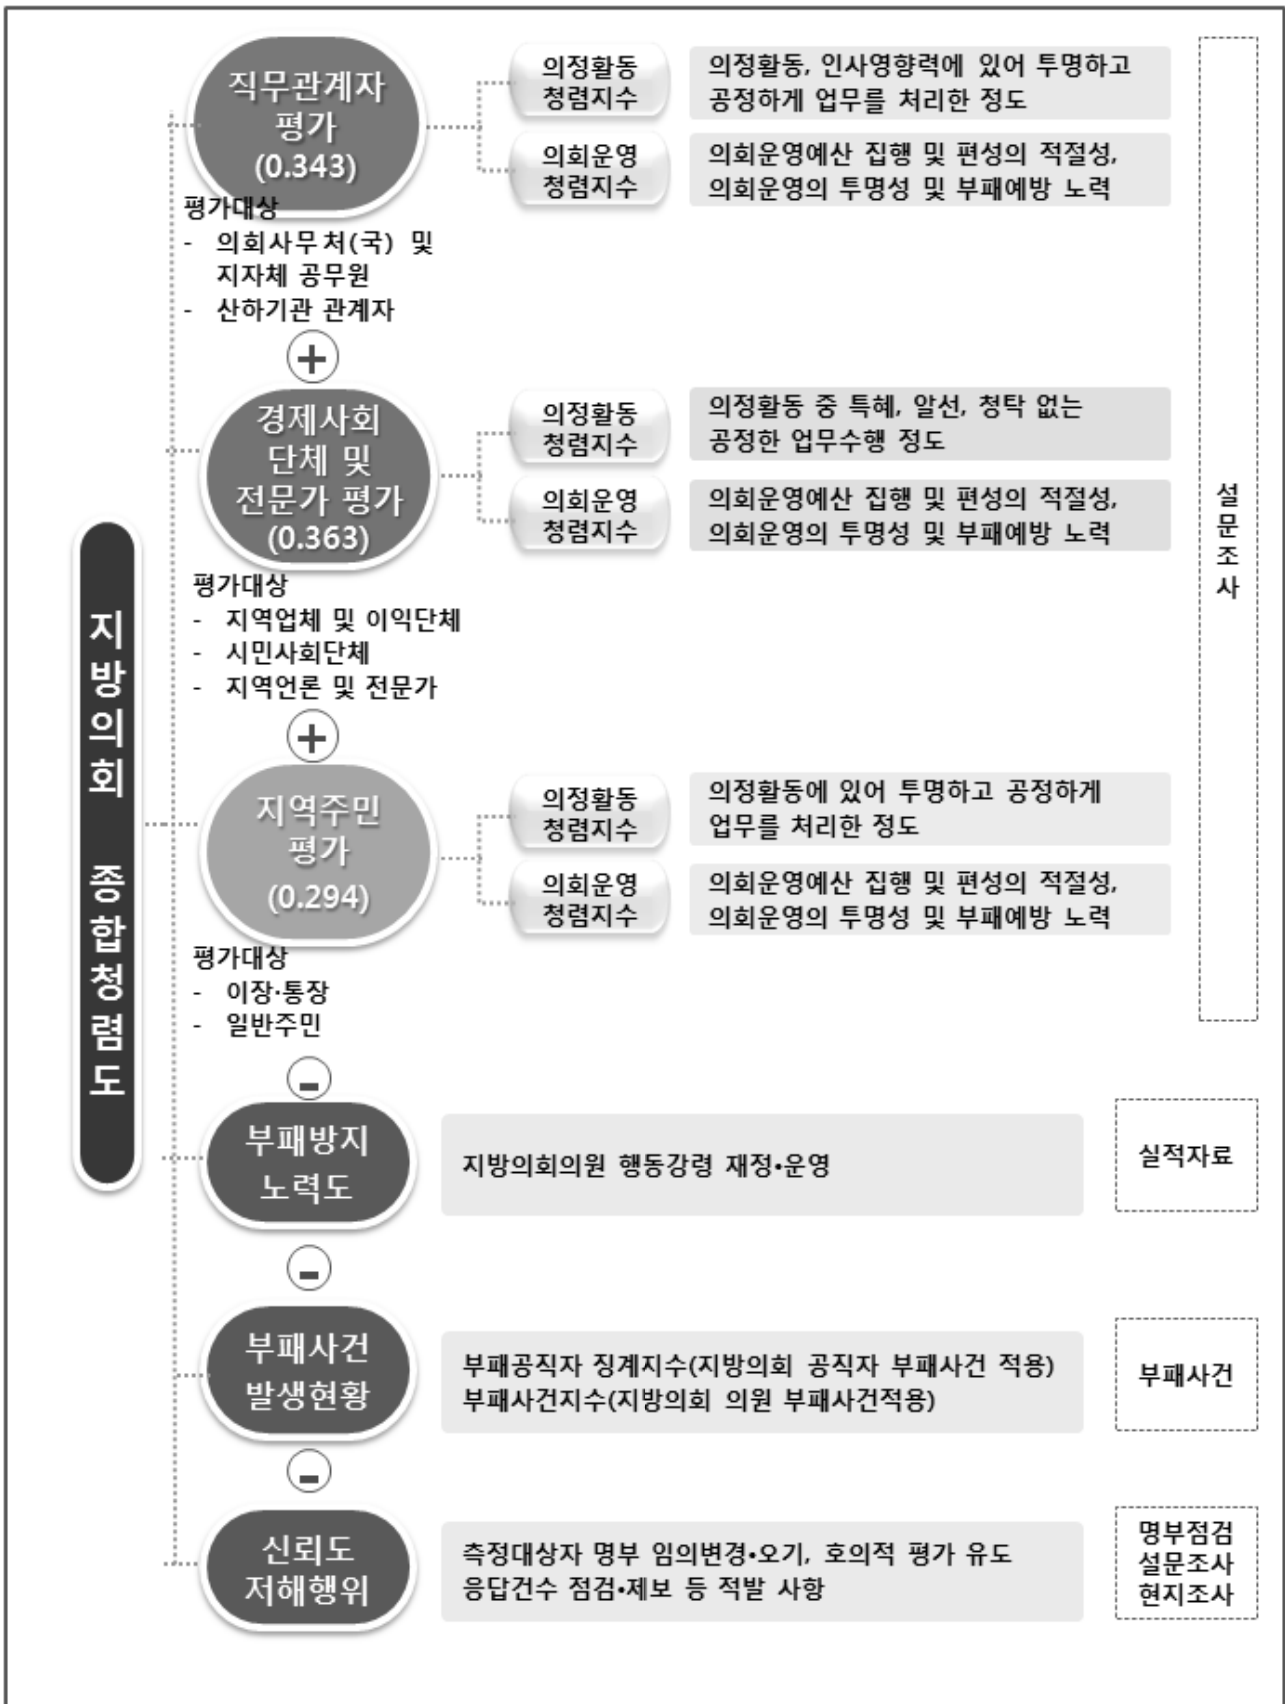 지방의회 종합청렴도
직무관계자
평가
(0.343)
평가대상
- 의회사무처(국) 및
지자체 공무원
- 산하기관 관계자
의정활동
청렴지수
의정활동, 인사영향력에 있어 투명하고
공정하게 업무를 처리한 정도
의회운영
청렴지수
의회운영예산 집행 및 편성의 적절성,
의회운영의 투명성 및 부패예방 노력
+
경제사회
단체 및
전문가 평가
(0.363)
평가대상
- 지역업체 및 이익단체
- 시민사회단체
- 지역언론 및 전문가
의정활동
청렴지수
의정활동 중 특혜, 알선, 청탁 없는
공정한 업무수행 정도
의회운영
청렴지수
의회운영예산 집행 및 편성의 적절성,
의회운영의 투명성 및 부패예방 노력
+
지역주민
평가
(0.294)
평가대상
- 이장·통장
- 일반주민
의정활동
청렴지수
의정활동에 있어 투명하고 공정하게
업무를 처리한 정도
의회운영
청렴지수
의회운영예산 집행 및 편성의 적절성,
의회운영의 투명성 및 부패예방 노력
설문조사
-
부패방지
노력도
지방의회의원 행동강령 재정•운영
실적자료
-
부패사건
발생현황
부패공직자 징계지수(지방의회 공직자 부패사건 적용)
부패사건지수(지방의회 의원 부패사건적용)
부패사건
-
신뢰도
저해행위
측정대상자 명부 임의변경•오기, 호의적 평가 유도
응답건수 점검•제보 등 적발 사항
명부점검
설문조사
현지조사